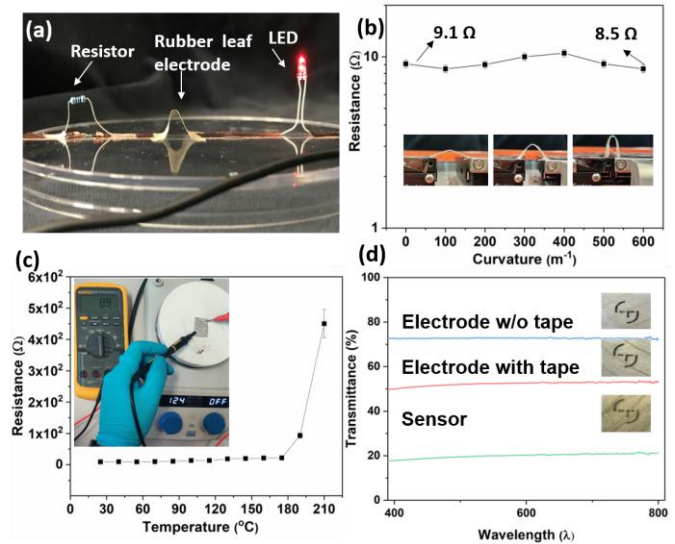 (a)
Resistor
Rubber leaf
electrode
LED
(b)
9.1 Ω
8.5 Ω
Resistance (Ω)
10
1
0 100 200 300 400 500 600
Curvature (m⁻¹)
(c)
Resistance (Ω)
6x10²
5x10²
4x10²
3x10²
2x10²
1x10²
0
30 60 90 120 150 180 210
Temperature (°C)
124 OFF
(d)
Transmittance (%)
100
80
60
40
20
0
Electrode w/o tape
Electrode with tape
Sensor
400 500 600 700 800
Wavelength (λ)